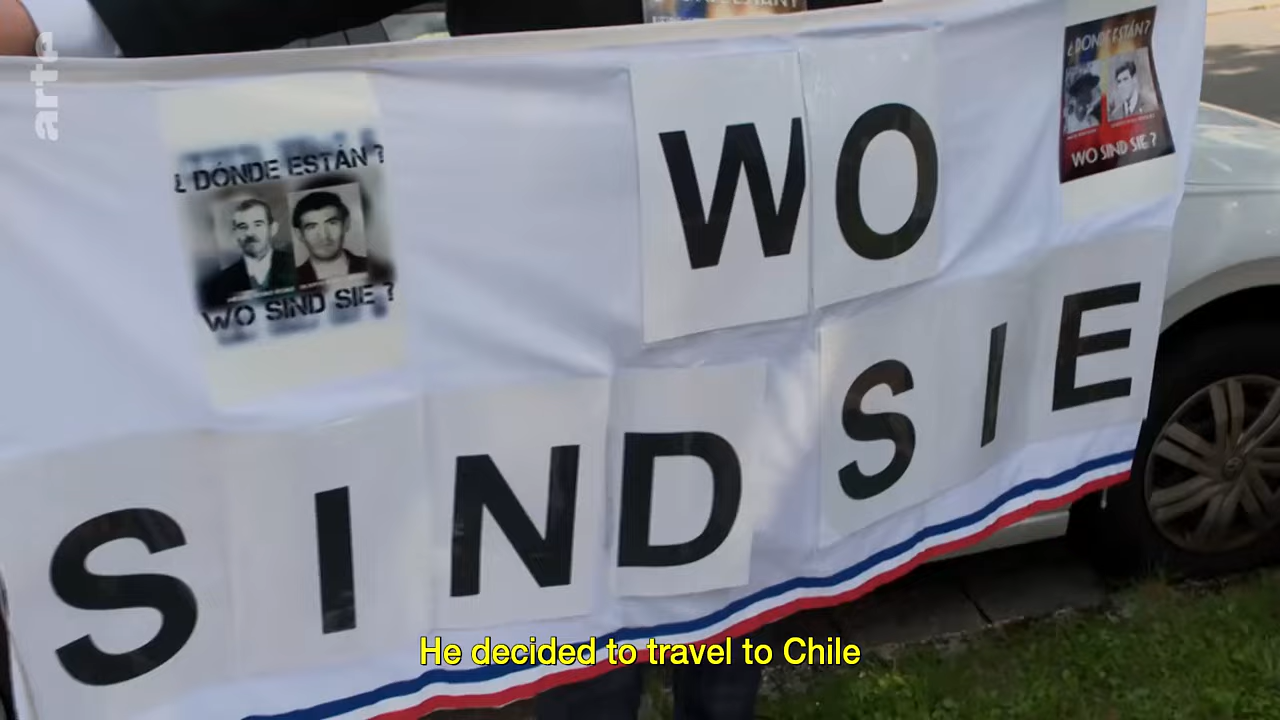 arte
¿ DÓNDE ESTÁN ?
WO SIND SIE ?
WO
SIND SIE
¿ DÓNDE ESTÁN?
WO SIND SIE ?
He decided to travel to Chile